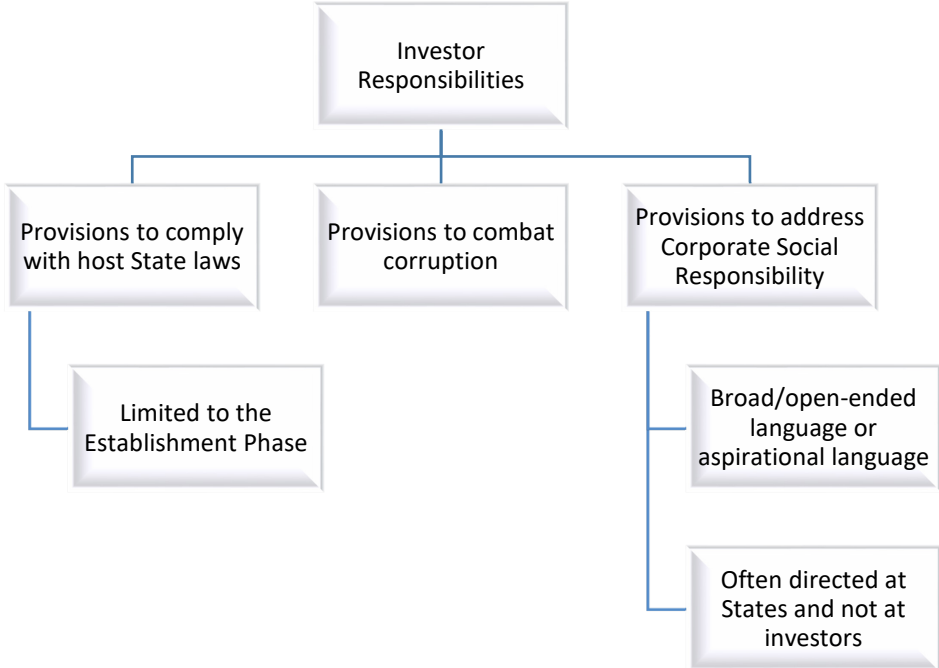 Investor
Responsibilities
Provisions to comply
with host State laws
Provisions to combat
corruption
Provisions to address
Corporate Social
Responsibility
Limited to the
Establishment Phase
Broad/open-ended
language or
aspirational language
Often directed at
States and not at
investors